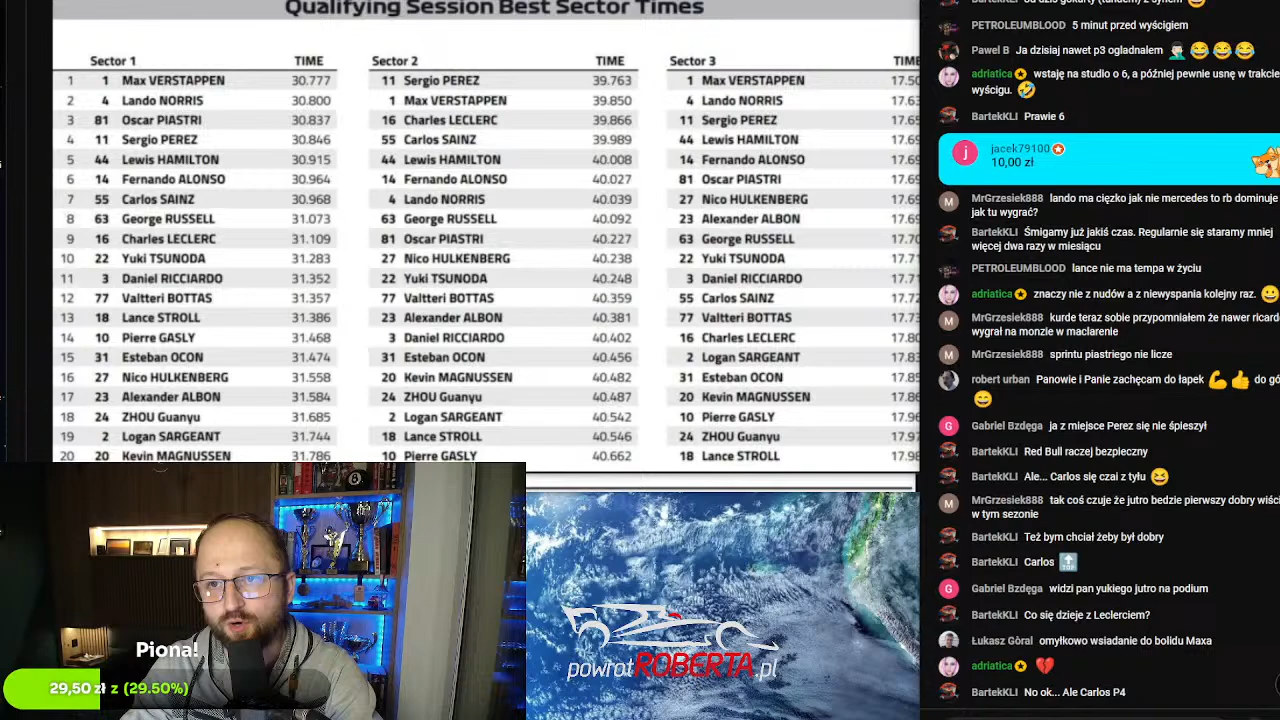 Qualifying Session Best Sector Times
Sector 1 TIME Sector 2 TIME Sector 3
1 1 Max VERSTAPPEN 30.777 11 Sergio PEREZ 39.763 1 Max VERSTAPPEN
2 4 Lando NORRIS 30.800 1 Max VERSTAPPEN 39.850 4 Lando NORRIS
3 81 Oscar PIASTRI 30.837 16 Charles LECLERC 39.866 11 Sergio PEREZ
4 11 Sergio PEREZ 30.846 55 Carlos SAINZ 39.989 44 Lewis HAMILTON
5 44 Lewis HAMILTON 30.915 44 Lewis HAMILTON 40.008 14 Fernando ALONSO
6 14 Fernando ALONSO 30.964 14 Fernando ALONSO 40.027 81 Oscar PIASTRI
7 55 Carlos SAINZ 30.968 4 Lando NORRIS 40.039 27 Nico HULKENBERG
8 63 George RUSSELL 31.073 63 George RUSSELL 40.092 23 Alexander ALBON
9 16 Charles LECLERC 31.109 81 Oscar PIASTRI 40.227 63 George RUSSELL
10 22 Yuki TSUNODA 31.283 27 Nico HULKENBERG 40.238 22 Yuki TSUNODA
11 3 Daniel RICCIARDO 31.352 22 Yuki TSUNODA 40.248 3 Daniel RICCIARDO
12 77 Valtteri BOTTAS 31.357 77 Valtteri BOTTAS 40.359 55 Carlos SAINZ
13 18 Lance STROLL 31.386 23 Alexander ALBON 40.381 77 Valtteri BOTTAS
14 10 Pierre GASLY 31.468 3 Daniel RICCIARDO 40.402 16 Charles LECLERC
15 31 Esteban OCON 31.474 31 Esteban OCON 40.456 2 Logan SARGEANT
16 27 Nico HULKENBERG 31.558 20 Kevin MAGNUSSEN 40.482 31 Esteban OCON
17 23 Alexander ALBON 31.584 24 ZHOU Guanyu 40.487 20 Kevin MAGNUSSEN
18 24 ZHOU Guanyu 31.685 2 Logan SARGEANT 40.542 10 Pierre GASLY
19 2 Logan SARGEANT 31.744 18 Lance STROLL 40.546 24 ZHOU Guanyu
20 20 Kevin MAGNUSSEN 31.786 10 Pierre GASLY 40.662 18 Lance STROLL
Piona!
29,50 zł z (29.50%)
powrotROBERTA.pl
PETROLEUMBLOOD 5 minut przed wyścigiem
Pawel B Ja dzisiaj nawet p3 ogladnalem 🤦🏻‍♂️😂😂😂
adriatica wstaję na studio o 6, a później pewnie usnę w trakcie
wyścigu. 🤣
BartekKLI Prawie 6
jacek79100
10,00 zł
MrGrzesiek888 lando ma cięzko jak nie mercedes to rb dominuje
jak tu wygrać?
BartekKLI Śmigamy już jakiś czas. Regularnie się staramy mniej
więcej dwa razy w miesiącu
PETROLEUMBLOOD lance nie ma tempa w życiu
adriatica znaczy nie z nudów a z niewyspania kolejny raz. 😀
MrGrzesiek888 kurde teraz sobie przypomniałem że nawer ricardo
wygrał na monzie w maclarenie
MrGrzesiek888 sprintu piastriego nie licze
robert urban Panowie i Panie zachęcam do łapek 💪👍 do
😄
Gabriel Bzdęga ja z miejsce Perez się nie śpieszył
BartekKLI Red Bull raczej bezpieczny
BartekKLI Ale... Carlos się czai z tyłu 😆
MrGrzesiek888 tak coś czuje że jutro bedzie pierwszy dobry
w tym sezonie
BartekKLI Też bym chciał żeby był dobry
BartekKLI Carlos 🔝
Gabriel Bzdęga widzi pan yukiego jutro na podium
BartekKLI Co się dzieje z Leclerciem?
Łukasz Góral omyłkowo wsiadanie do bolidu Maxa
adriatica 💔
BartekKLI No ok... Ale Carlos P4